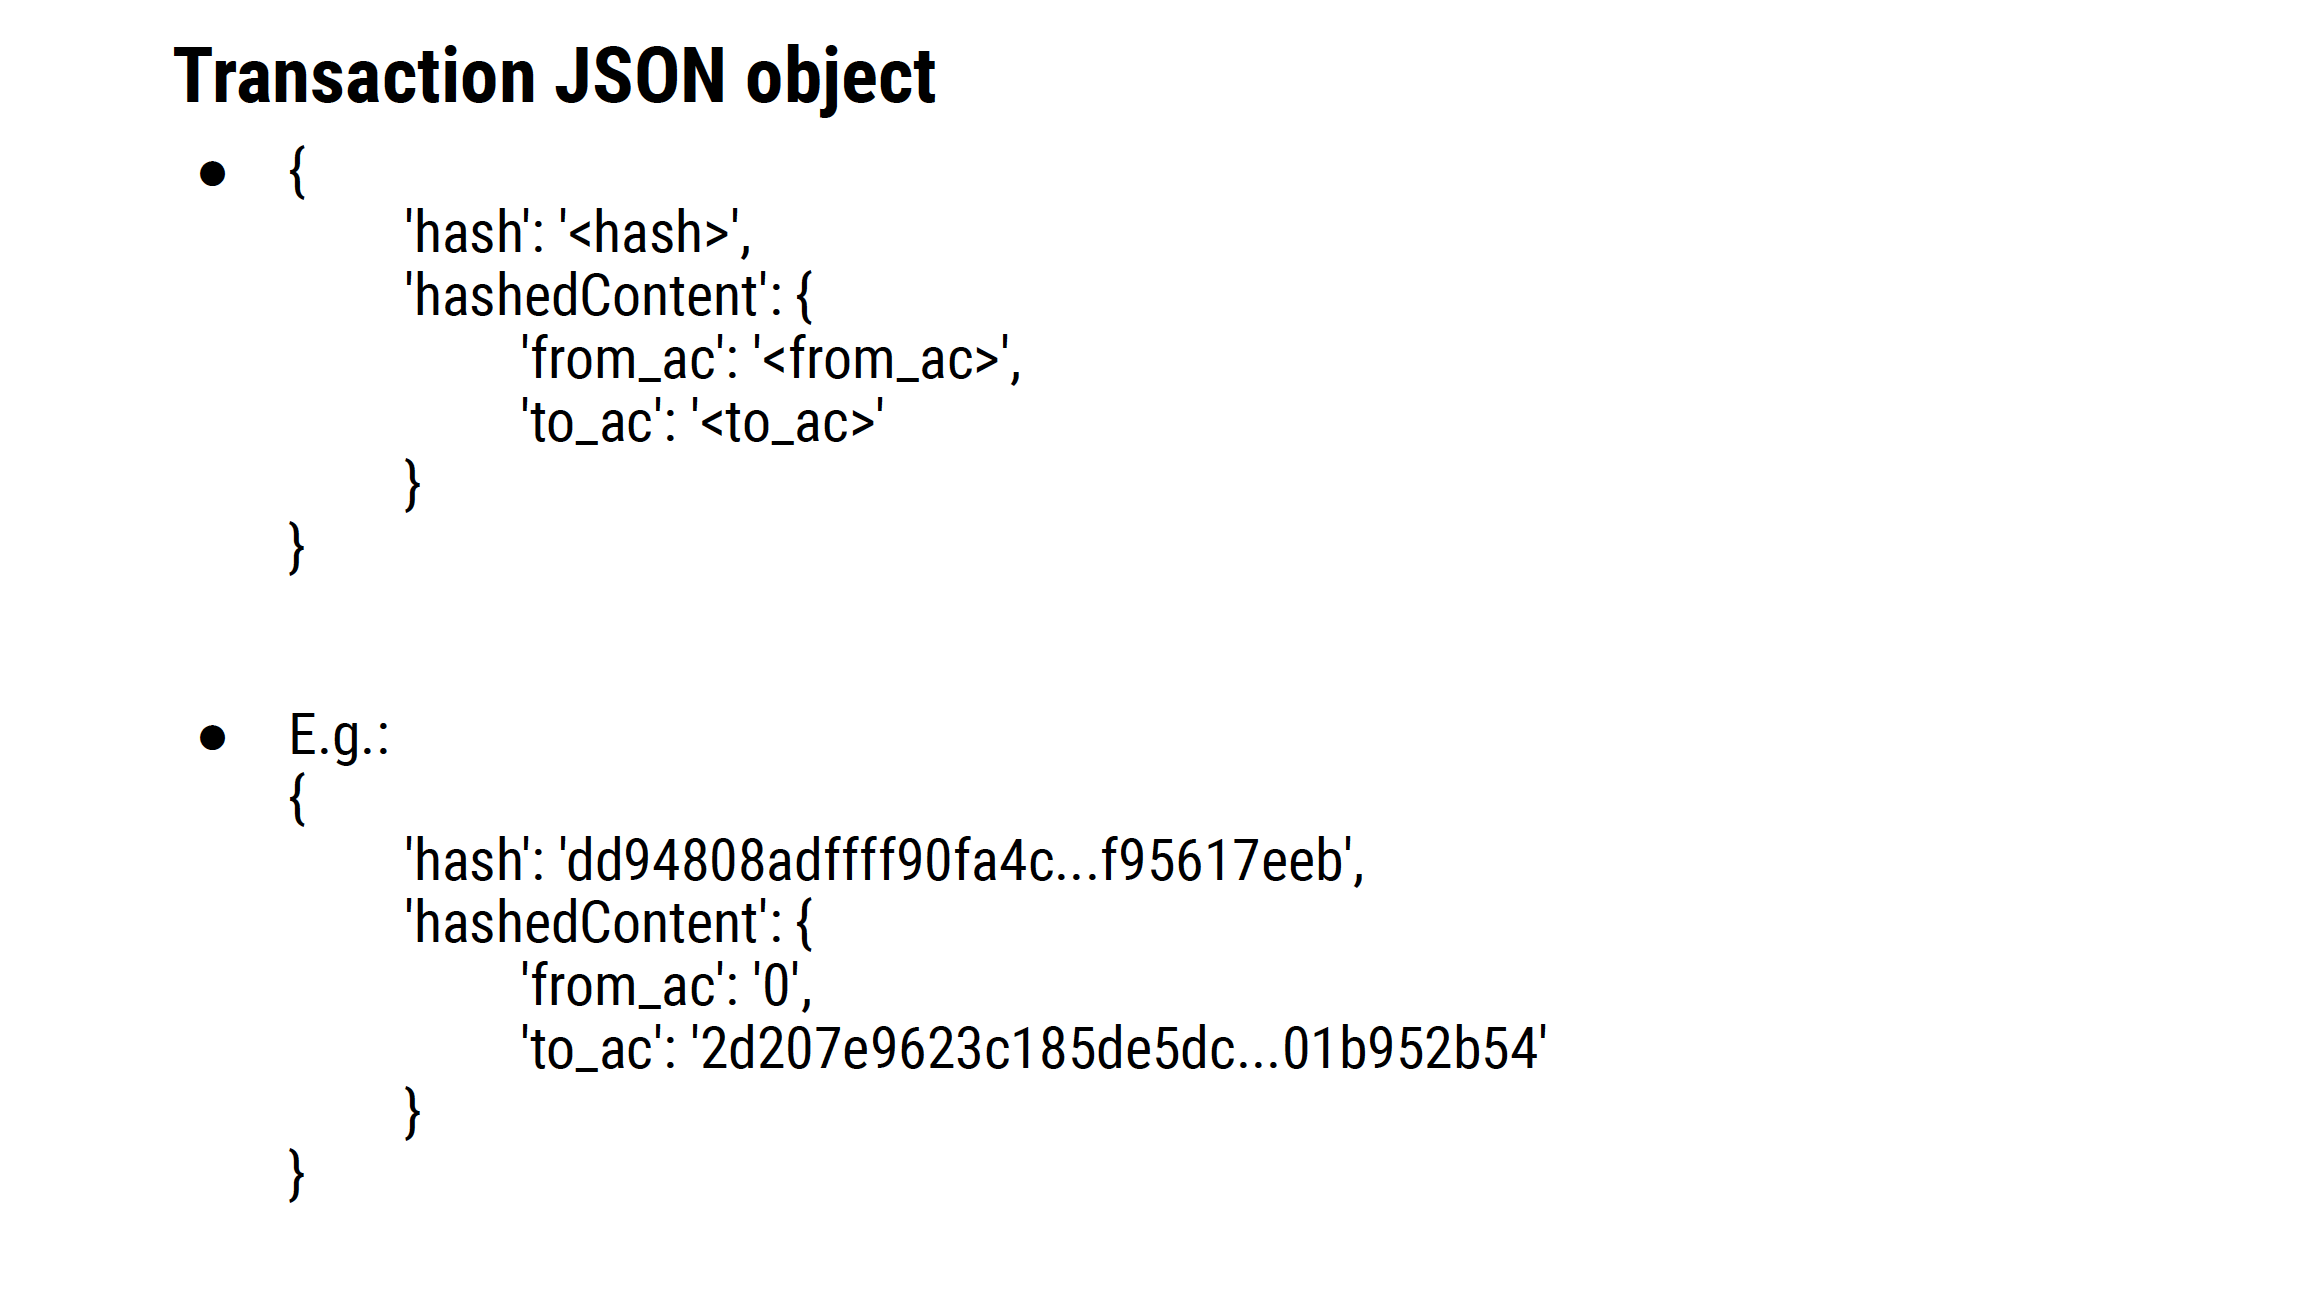 Transaction JSON object
● {
'hash': '<hash>',
'hashedContent': {
'from_ac': '<from_ac>',
'to_ac': '<to_ac>'
}
}
● E.g.:
{
'hash': 'dd94808adffff90fa4c...f95617eeb',
'hashedContent': {
'from_ac': '0',
'to_ac': '2d207e9623c185de5dc...01b952b54'
}
}